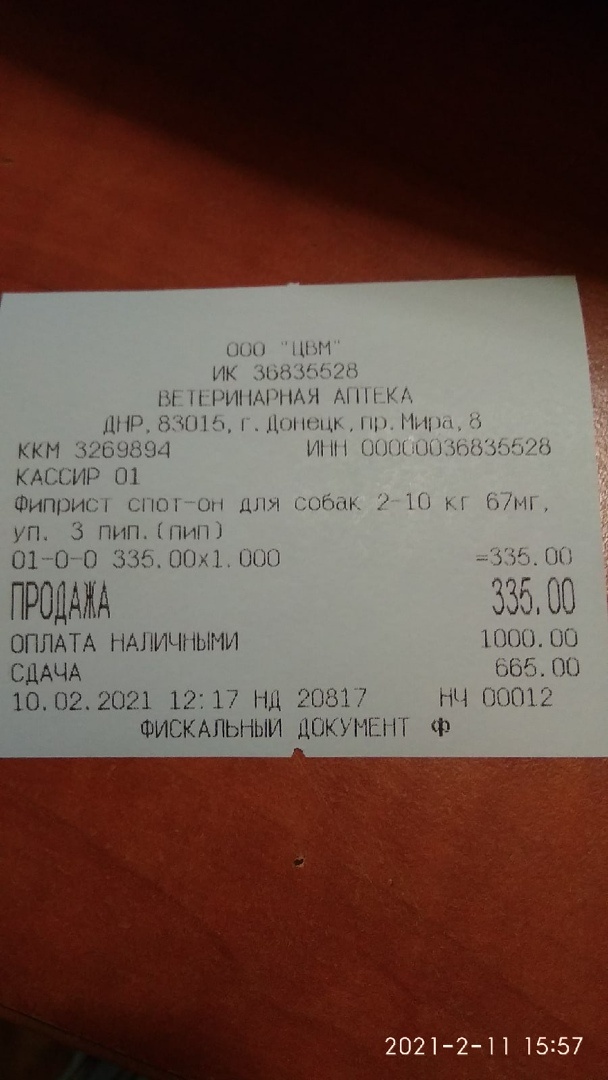 ООО "ЦВМ"
ИК 36835528
ВЕТЕРИНАРНАЯ АПТЕКА
ДНР, 83015, г. Донецк, пр. Мира, 8
ККМ 3269894 ИНН 00000036835528
КАССИР 01
Фиприст спот-он для собак 2-10 кг 67мг,
уп. 3 пип.(пип)
01-0-0 335.00х1.000 =335.00
ПРОДАЖА 335.00
ОПЛАТА НАЛИЧНЫМИ 1000.00
СДАЧА 665.00
10.02.2021 12:17 НД 20817 НЧ 00012
ФИСКАЛЬНЫЙ ДОКУМЕНТ Ф
2021-2-11 15:57